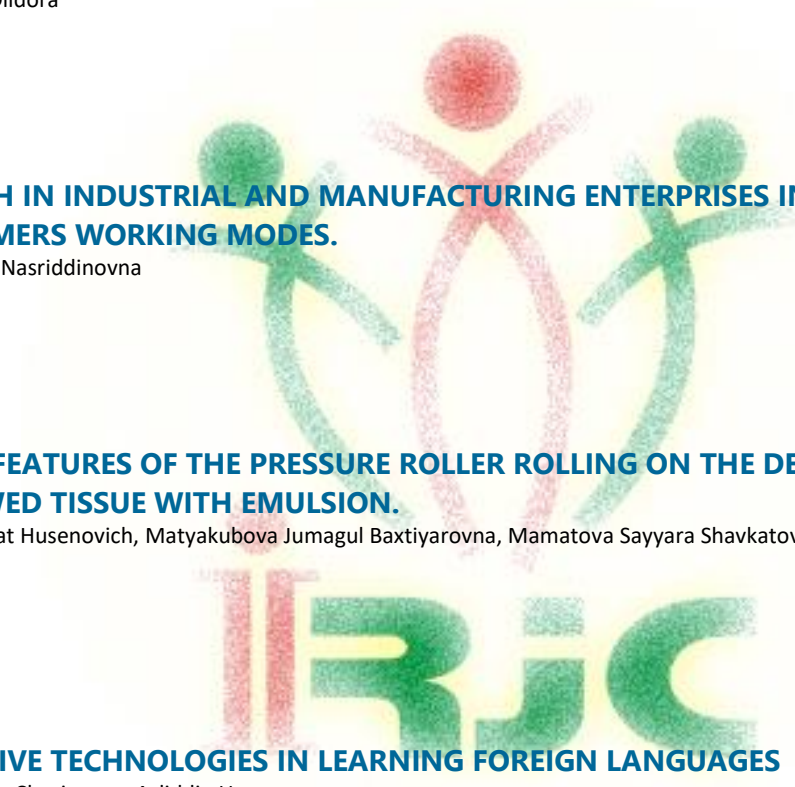 H IN INDUSTRIAL AND MANUFACTURING ENTERPRISES IN
MERS WORKING MODES.
Nasriddinovna
FEATURES OF THE PRESSURE ROLLER ROLLING ON THE DE
ED TISSUE WITH EMULSION.
at Husenovich, Matyakubova Jumagul Baxtiyarovna, Mamatova Sayyara Shavkatov
IRJC
IVE TECHNOLOGIES IN LEARNING FOREIGN LANGUAGES